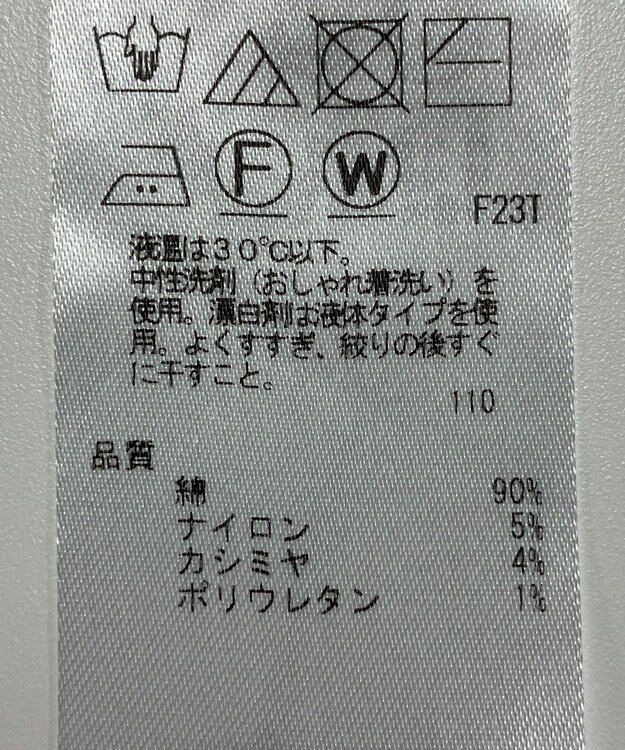 F W
F23T
液温は30℃以下。
中性洗剤（おしゃれ着洗い）を
使用。漂白剤は液体タイプを使
用。よくすすぎ、絞りの後すぐ
に干すこと。
110
品質
綿 90%
ナイロン 5%
カシミヤ 4%
ポリウレタン 1%